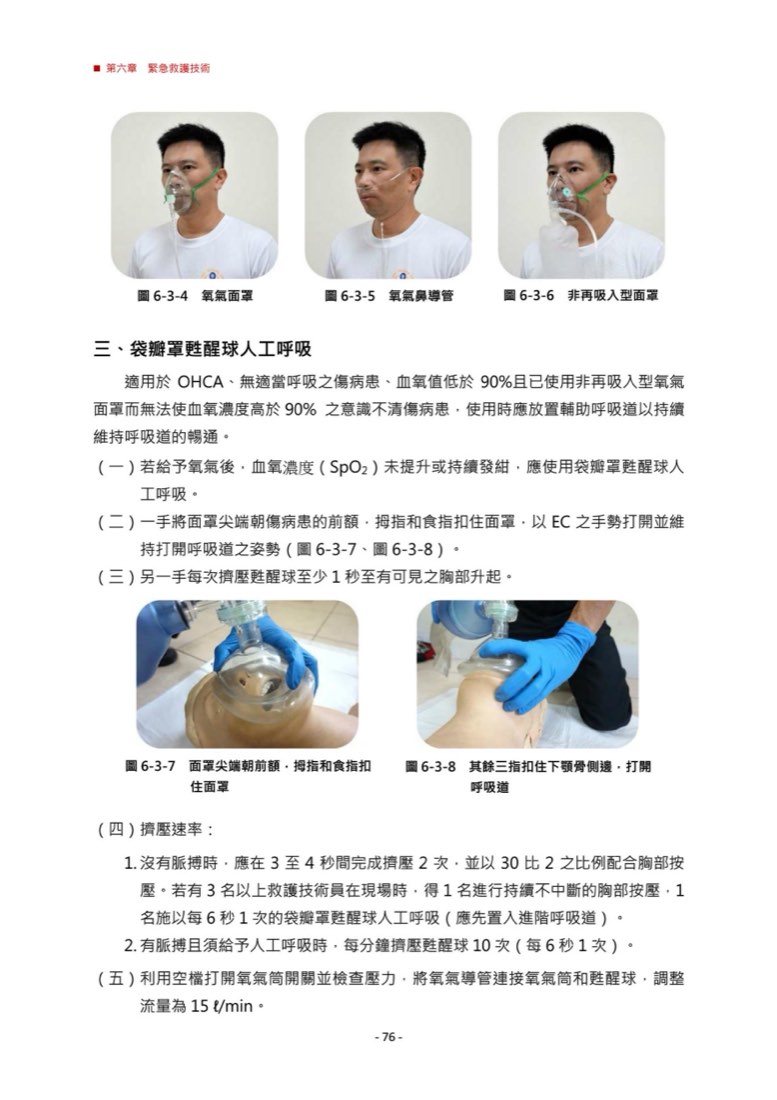 ■ 第六章 緊急救護技術
圖 6-3-4 氧氣面罩
圖 6-3-5 氧氣鼻導管
圖 6-3-6 非再吸入型面罩
三、袋瓣罩甦醒球人工呼吸
適用於 OHCA、無適當呼吸之傷病患、血氧值低於 90%且已使用非再吸入型氧氣
面罩而無法使血氧濃度高於 90% 之意識不清傷病患，使用時應放置輔助呼吸道以持續
維持呼吸道的暢通。
（一）若給予氧氣後，血氧濃度（SpO₂）未提升或持續發紺，應使用袋瓣罩甦醒球人
工呼吸。
（二）一手將面罩尖端朝傷病患的前額，拇指和食指扣住面罩，以 EC 之手勢打開並維
持打開呼吸道之姿勢（圖 6-3-7、圖 6-3-8）。
（三）另一手每次擠壓甦醒球至少 1 秒至有可見之胸部升起。
圖 6-3-7 面罩尖端朝前額，拇指和食指扣
住面罩
圖 6-3-8 其餘三指扣住下顎骨側邊，打開
呼吸道
（四）擠壓速率：
1. 沒有脈搏時，應在 3 至 4 秒間完成擠壓 2 次，並以 30 比 2 之比例配合胸部按
壓。若有 3 名以上救護技術員在現場時，得 1 名進行持續不中斷的胸部按壓，1
名施以每 6 秒 1 次的袋瓣罩甦醒球人工呼吸（應先置入進階呼吸道）。
2. 有脈搏且須給予人工呼吸時，每分鐘擠壓甦醒球 10 次（每 6 秒 1 次）。
（五）利用空檔打開氧氣筒開關並檢查壓力，將氧氣導管連接氧氣筒和甦醒球，調整
流量為 15 ℓ/min。
- 76 -